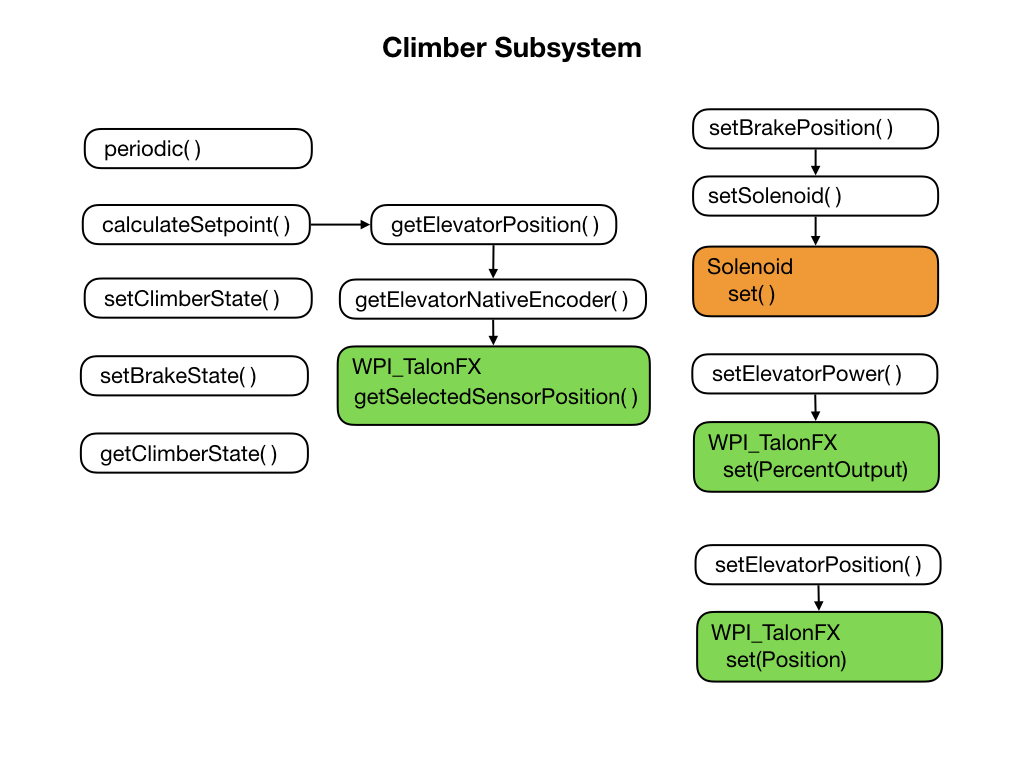 Climber Subsystem
periodic( )
calculateSetpoint( )
setClimberState( )
setBrakeState( )
getClimberState( )
getElevatorPosition( )
getElevatorNativeEncoder( )
WPI_TalonFX
getSelectedSensorPosition( )
setBrakePosition( )
setSolenoid( )
Solenoid
set( )
setElevatorPower( )
WPI_TalonFX
set(PercentOutput)
setElevatorPosition( )
WPI_TalonFX
set(Position)